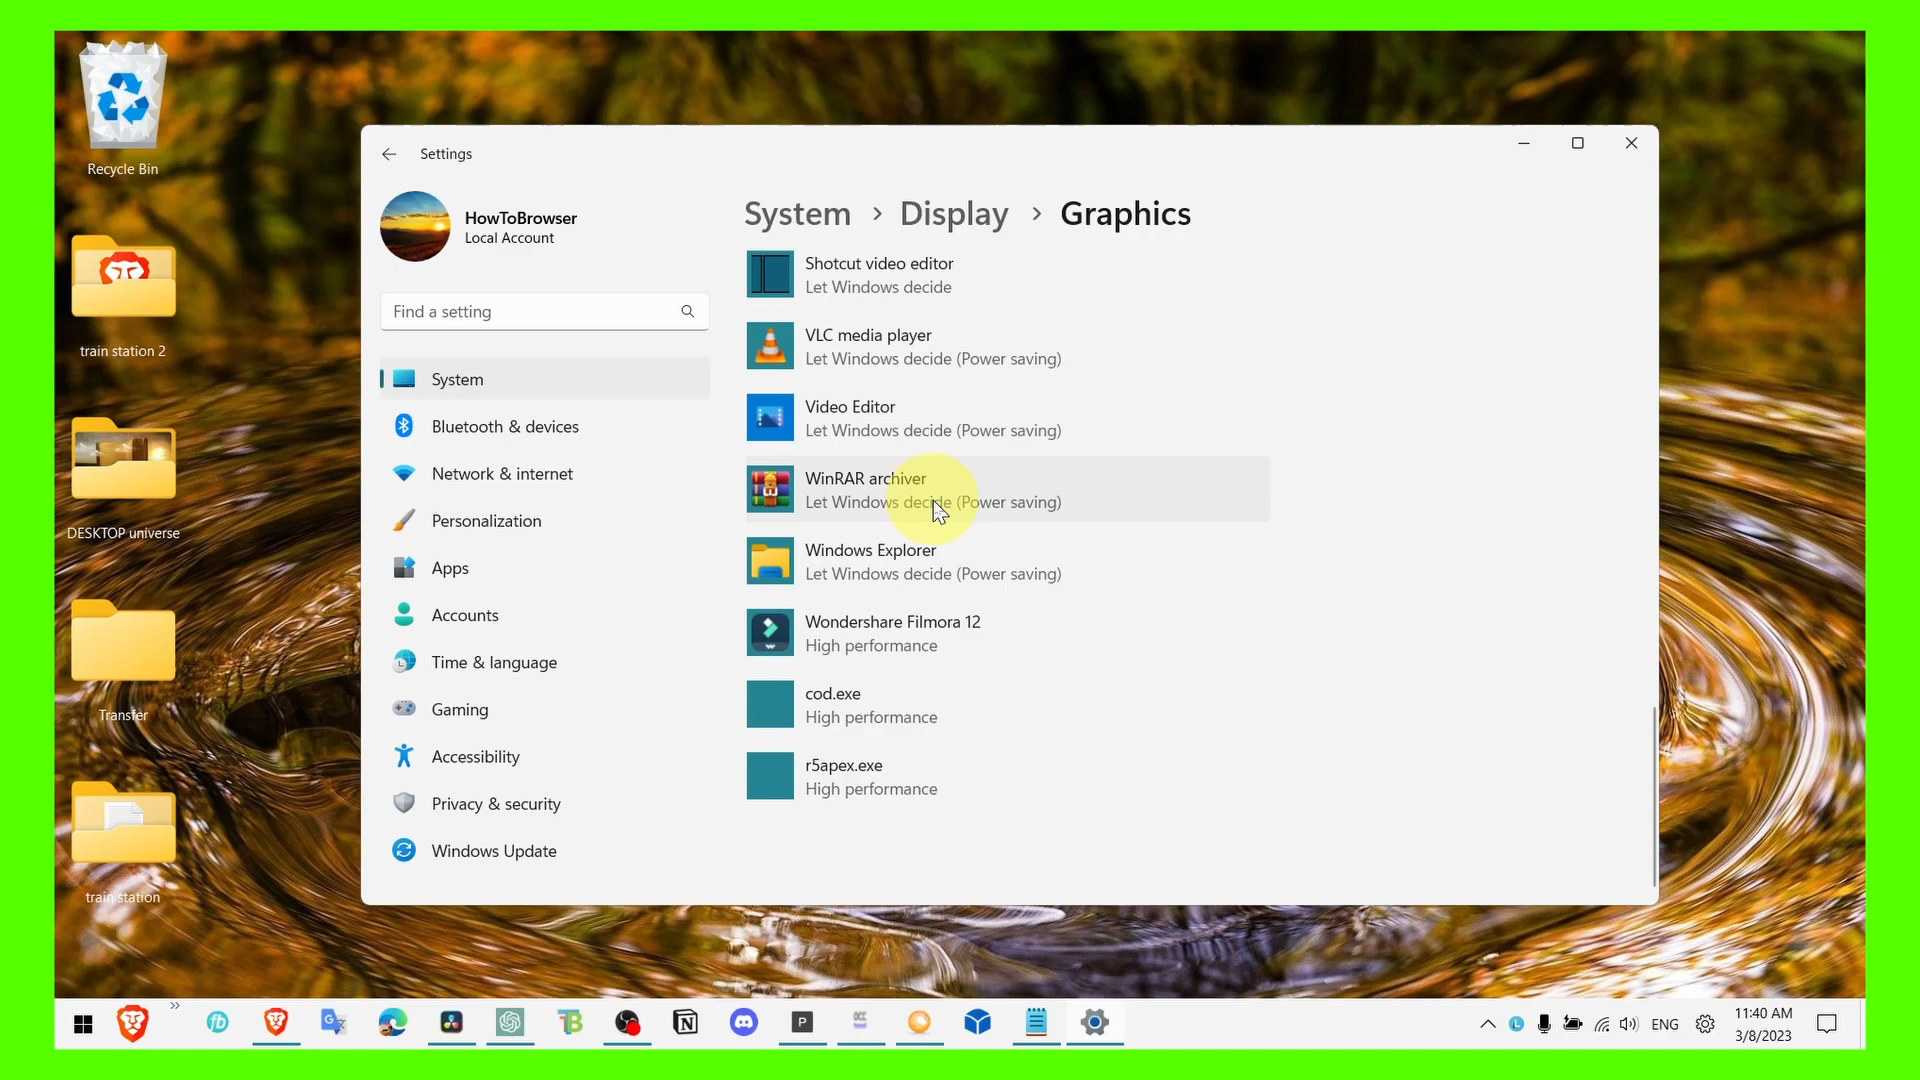 Recycle Bin
train station 2
DESKTOP universe
Transfer
train station
Settings
HowToBrowser
Local Account
Find a setting
System
Bluetooth & devices
Network & internet
Personalization
Apps
Accounts
Time & language
Gaming
Accessibility
Privacy & security
Windows Update
System > Display > Graphics
Shotcut video editor
Let Windows decide
VLC media player
Let Windows decide (Power saving)
Video Editor
Let Windows decide (Power saving)
WinRAR archiver
Let Windows decide (Power saving)
Windows Explorer
Let Windows decide (Power saving)
Wondershare Filmora 12
High performance
cod.exe
High performance
r5apex.exe
High performance
ENG
11:40 AM
3/8/2023